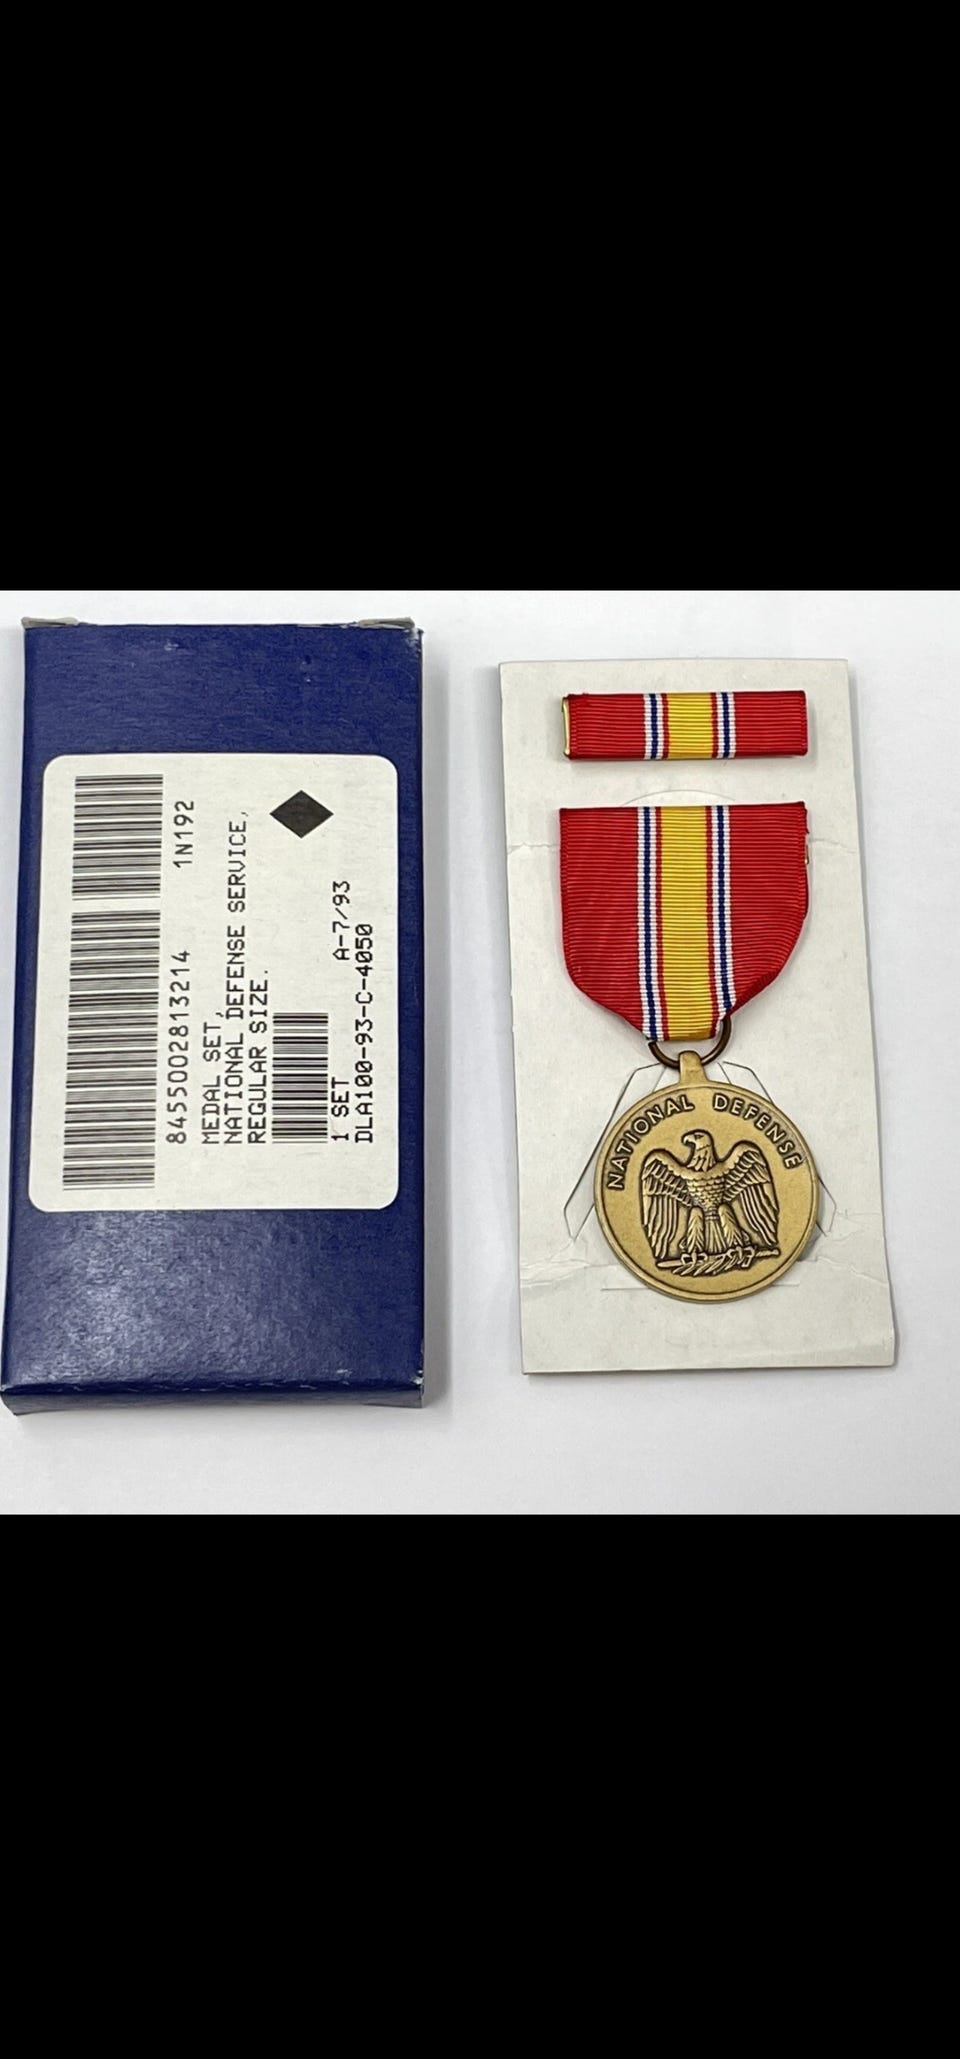 8455002813214 1N192
MEDAL SET,
NATIONAL DEFENSE SERVICE,
REGULAR SIZE.
1 SET A-7/93
DLA100-93-C-4050
NATIONAL DEFENSE